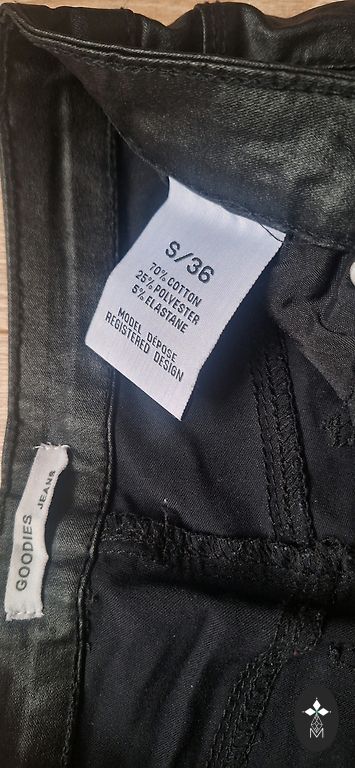 S/36
70% COTTON
25% POLYESTER
5% ELASTANE
MODEL DEPOSE
REGISTERED DESIGN
GOODIES JEANS
M